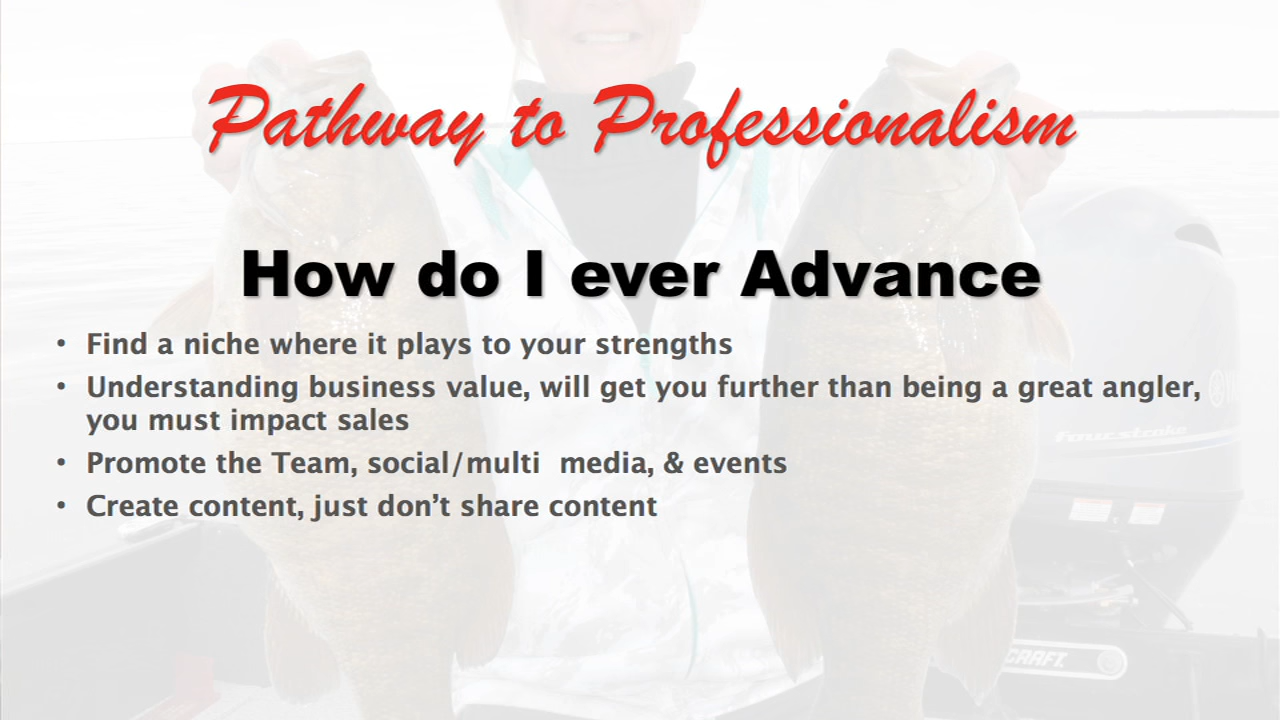 Pathway to Professionalism
How do I ever Advance
• Find a niche where it plays to your strengths
• Understanding business value, will get you further than being a great angler,
you must impact sales
• Promote the Team, social/multi  media, & events
• Create content, just don’t share content
fourstroke
CRAFT.